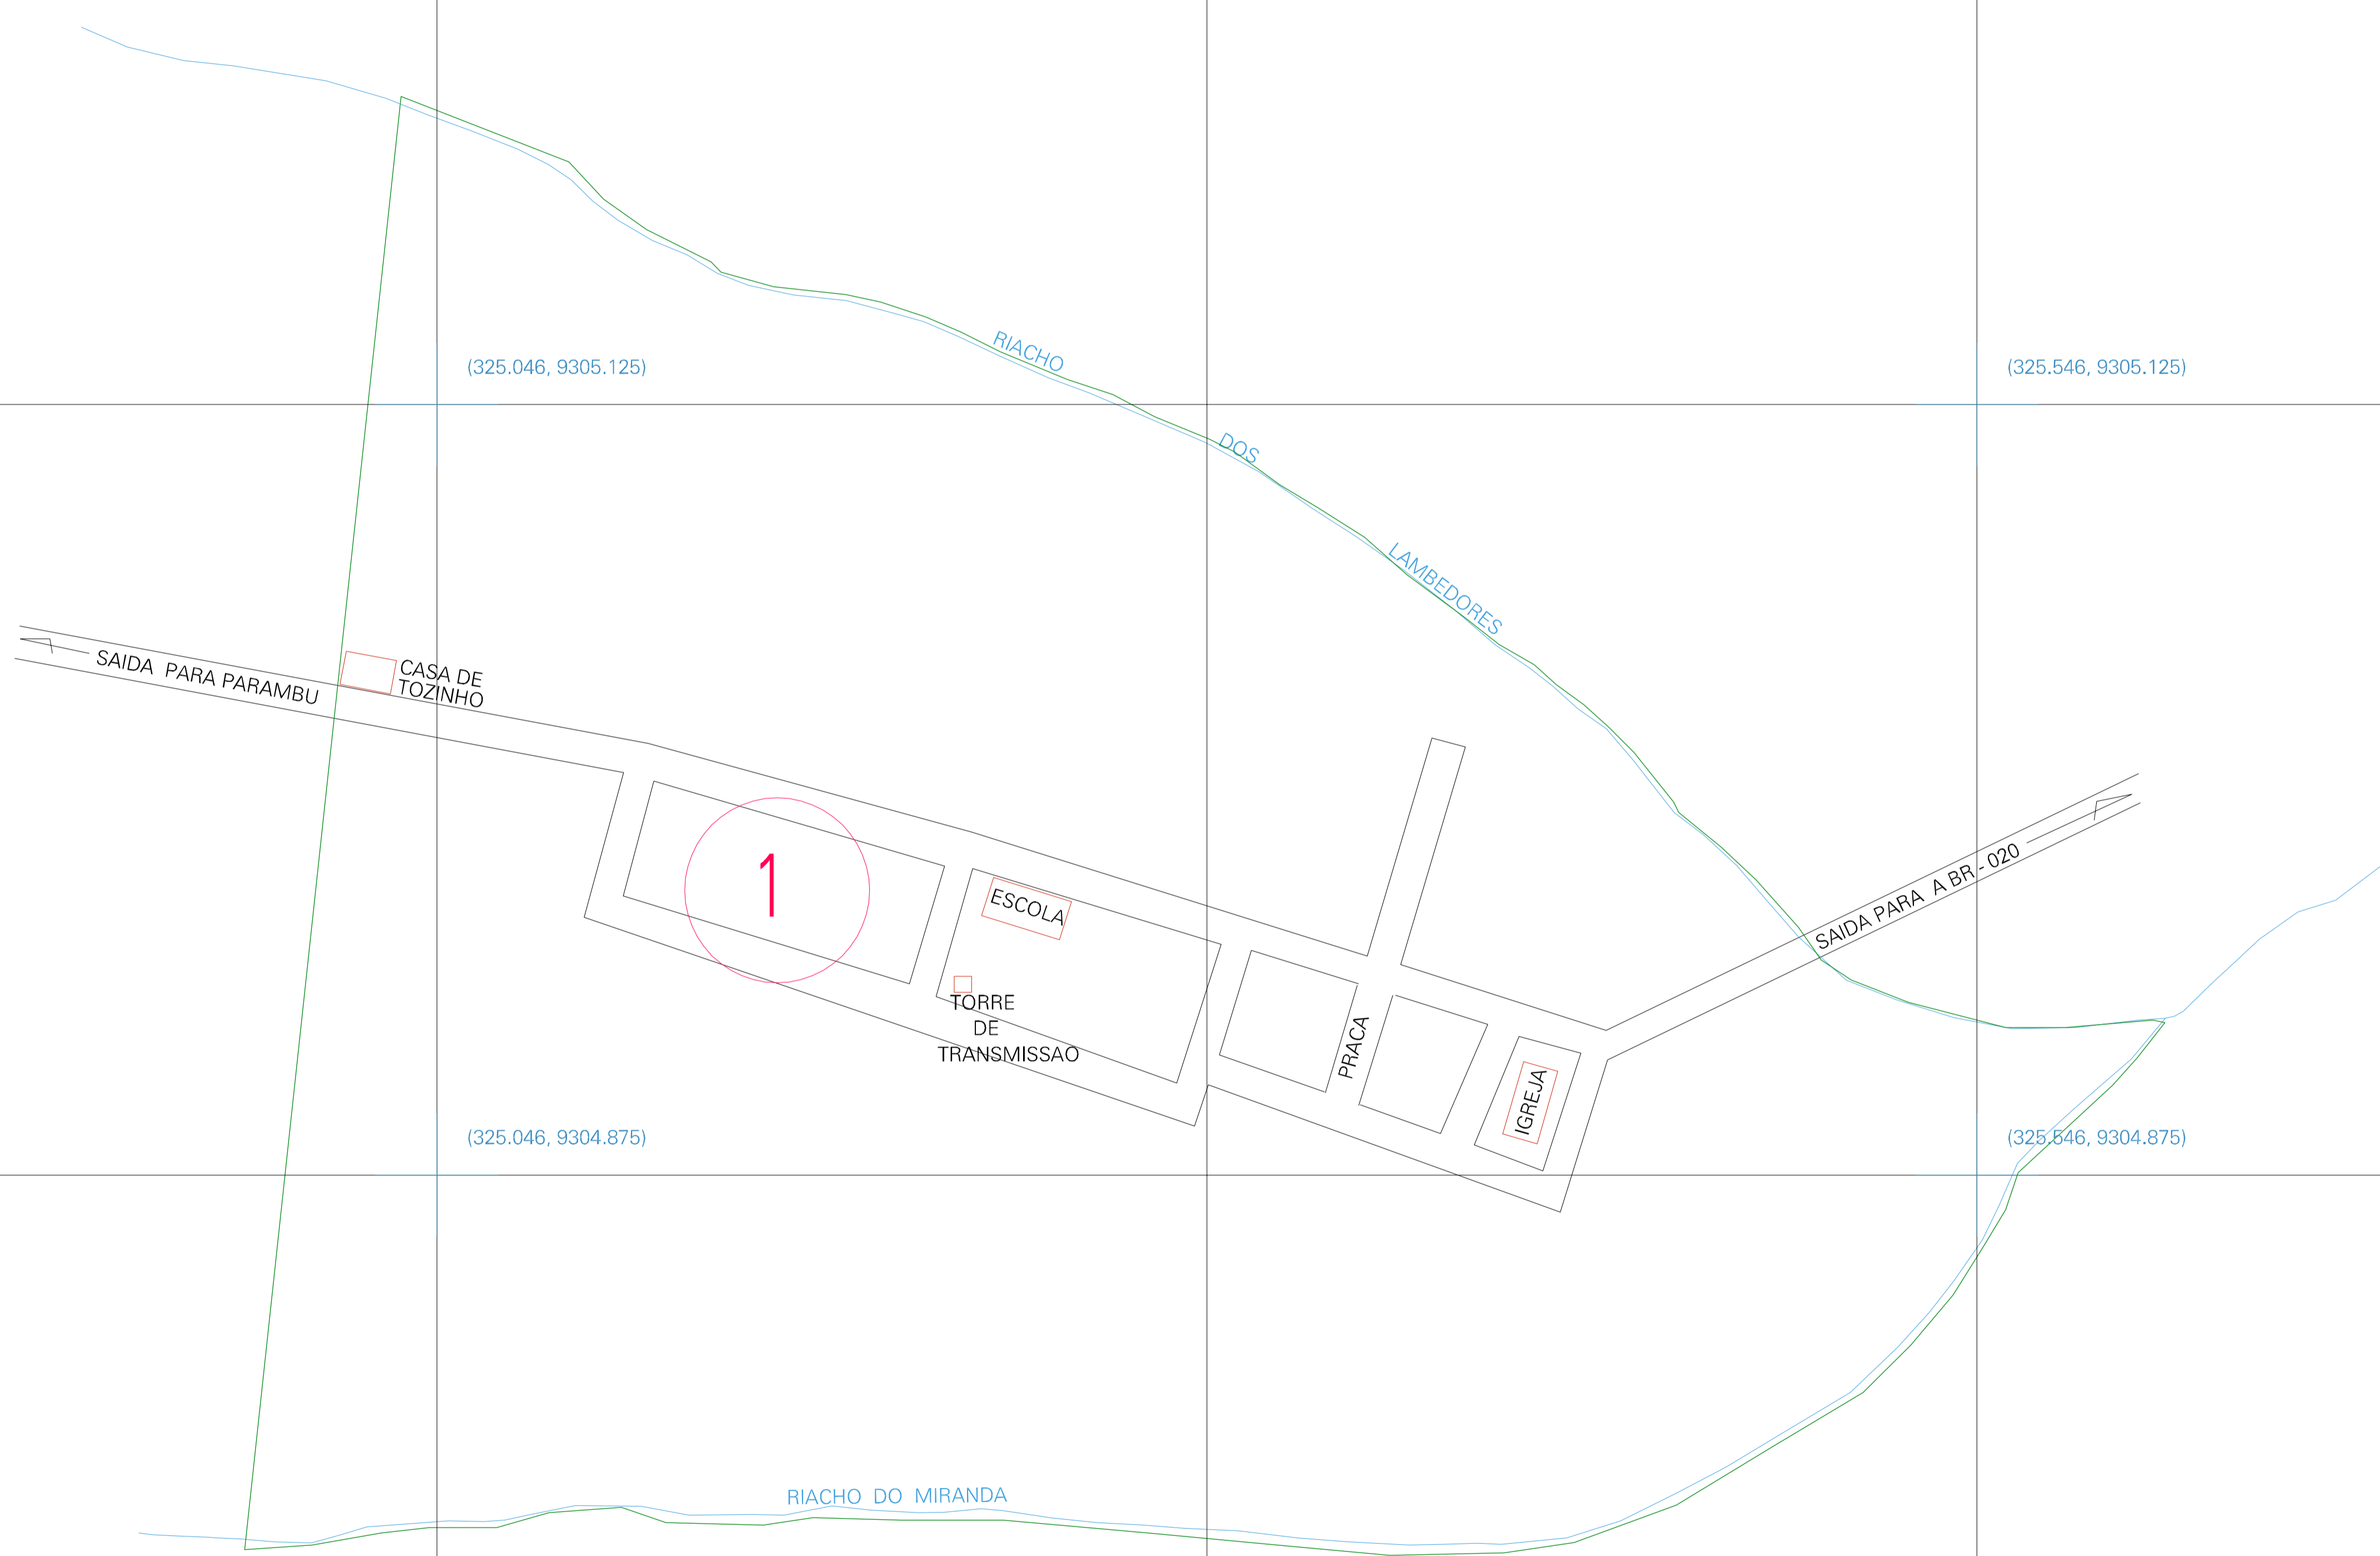 RIACHO DOS LAMBEDORES
(325.046, 9305.125)
(325.546, 9305.125)
SAIDA PARA PARAMBU
CASA DE
TOZINHO
1
ESCOLA
TORRE
DE
TRANSMISSAO
PRACA
IGREJA
SAIDA PARA A BR - 020
(325.046, 9304.875)
(325.546, 9304.875)
RIACHO DO MIRANDA